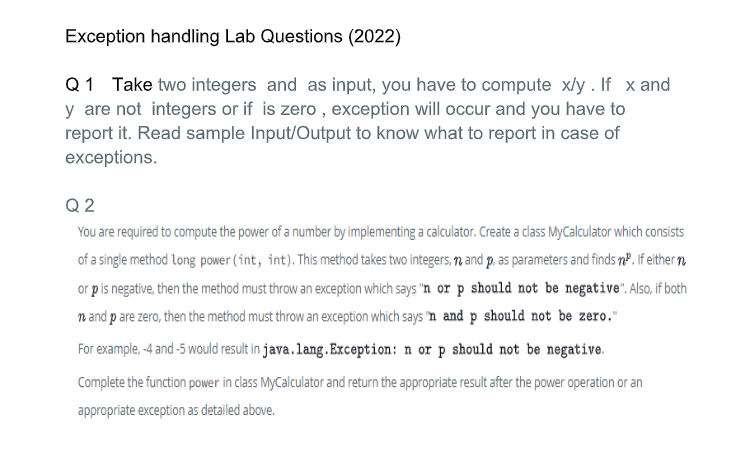 Exception handling Lab Questions (2022)
Q 1 Take two integers and as input, you have to compute x/y . If x and
y are not integers or if is zero , exception will occur and you have to
report it. Read sample Input/Output to know what to report in case of
exceptions.
Q 2
You are required to compute the power of a number by implementing a calculator. Create a class MyCalculator which consists
of a single method long power(int, int). This method takes two integers, n and p, as parameters and finds nᵖ. If either n
or p is negative, then the method must throw an exception which says "n or p should not be negative". Also, if both
n and p are zero, then the method must throw an exception which says "n and p should not be zero."
For example, -4 and -5 would result in java.lang.Exception: n or p should not be negative.
Complete the function power in class MyCalculator and return the appropriate result after the power operation or an
appropriate exception as detailed above.